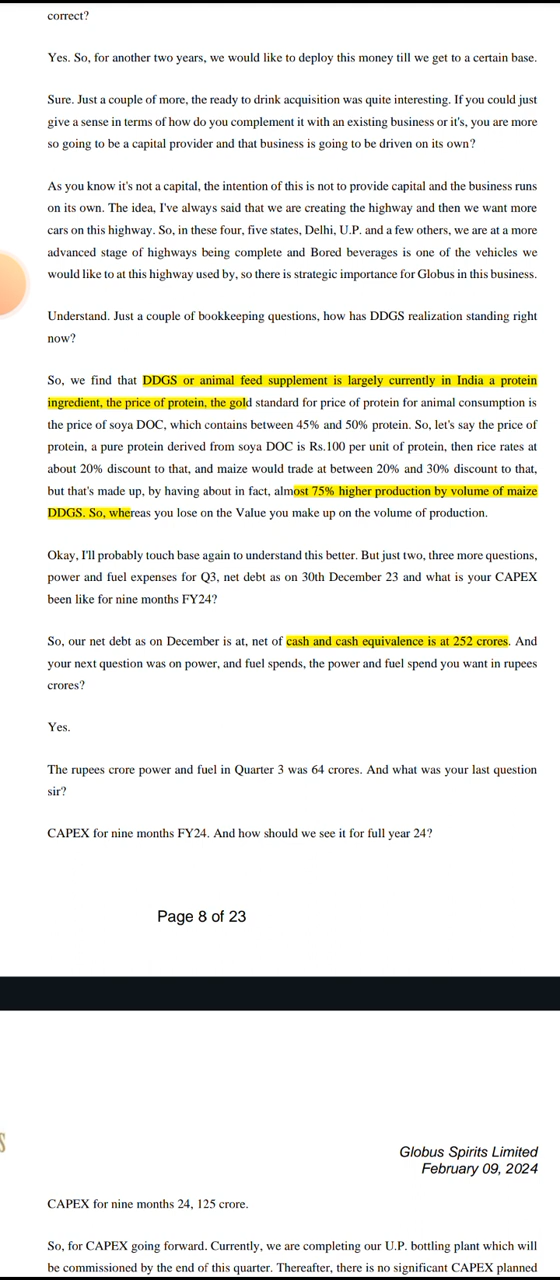 correct?
Yes. So, for another two years, we would like to deploy this money till we get to a certain base.
Sure. Just a couple of more, the ready to drink acquisition was quite interesting. If you could just
give a sense in terms of how do you complement it with an existing business or it's, you are more
so going to be a capital provider and that business is going to be driven on its own?
As you know it's not a capital, the intention of this is not to provide capital and the business runs
on its own. The idea, I've always said that we are creating the highway and then we want more
cars on this highway. So, in these four, five states, Delhi, U.P. and a few others, we are at a more
advanced stage of highways being complete and Bored beverages is one of the vehicles we
would like to at this highway used by, so there is strategic importance for Globus in this business.
Understand. Just a couple of bookkeeping questions, how has DDGS realization standing right
now?
So, we find that DDGS or animal feed supplement is largely currently in India a protein
ingredient, the price of protein, the gold standard for price of protein for animal consumption is
the price of soya DOC, which contains between 45% and 50% protein. So, let's say the price of
protein, a pure protein derived from soya DOC is Rs.100 per unit of protein, then rice rates at
about 20% discount to that, and maize would trade at between 20% and 30% discount to that,
but that's made up, by having about in fact, almost 75% higher production by volume of maize
DDGS. So, whereas you lose on the Value you make up on the volume of production.
Okay, I'll probably touch base again to understand this better. But just two, three more questions,
power and fuel expenses for Q3, net debt as on 30th December 23 and what is your CAPEX
been like for nine months FY24?
So, our net debt as on December is at, net of cash and cash equivalence is at 252 crores. And
your next question was on power, and fuel spends, the power and fuel spend you want in rupees
crores?
Yes.
The rupees crore power and fuel in Quarter 3 was 64 crores. And what was your last question
sir?
CAPEX for nine months FY24. And how should we see it for full year 24?
Page 8 of 23
S
Globus Spirits Limited
February 09, 2024
CAPEX for nine months 24, 125 crore.
So, for CAPEX going forward. Currently, we are completing our U.P. bottling plant which will
be commissioned by the end of this quarter. Thereafter, there is no significant CAPEX planned